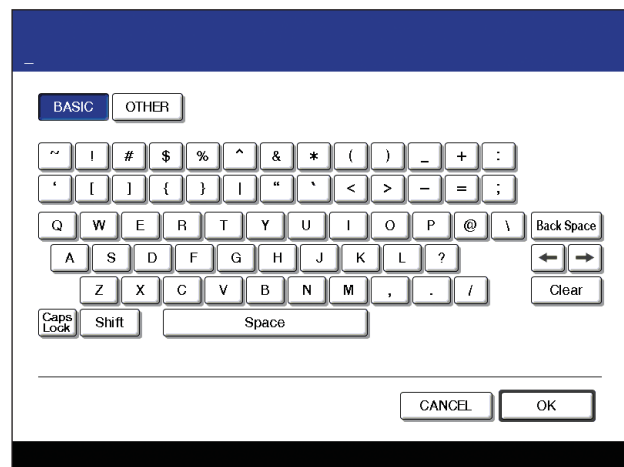 _
BASIC OTHER
~ ! # $ % ^ & * ( ) _ + :
‘ [ ] { } | “ ` < > – = ;
Q W E R T Y U I O P @ \ Back Space
A S D F G H J K L ? ← →
Z X C V B N M , . / Clear
Caps Lock Shift Space
CANCEL OK